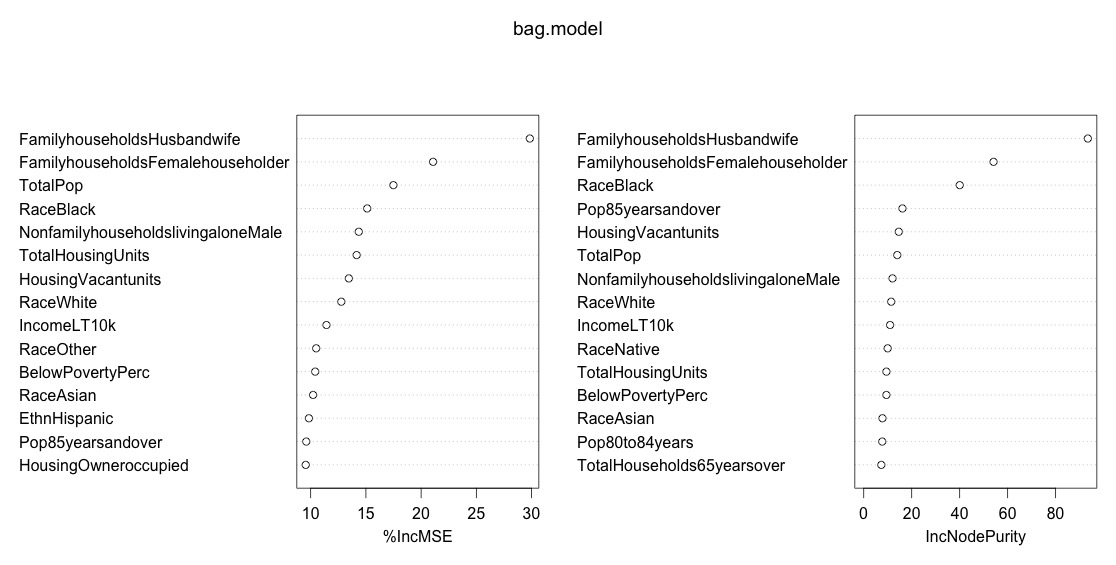 bag.model
FamilyhouseholdsHusbandwife
FamilyhouseholdsFemalehouseholder
TotalPop
RaceBlack
NonfamilyhouseholdslivingaloneMale
TotalHousingUnits
HousingVacantunits
RaceWhite
IncomeLT10k
RaceOther
BelowPovertyPerc
RaceAsian
EthnHispanic
Pop85yearsandover
HousingOwneroccupied
10 15 20 25 30
%IncMSE
FamilyhouseholdsHusbandwife
FamilyhouseholdsFemalehouseholder
RaceBlack
Pop85yearsandover
HousingVacantunits
TotalPop
NonfamilyhouseholdslivingaloneMale
RaceWhite
IncomeLT10k
RaceNative
TotalHousingUnits
BelowPovertyPerc
RaceAsian
Pop80to84years
TotalHouseholds65yearsover
0 20 40 60 80
IncNodePurity